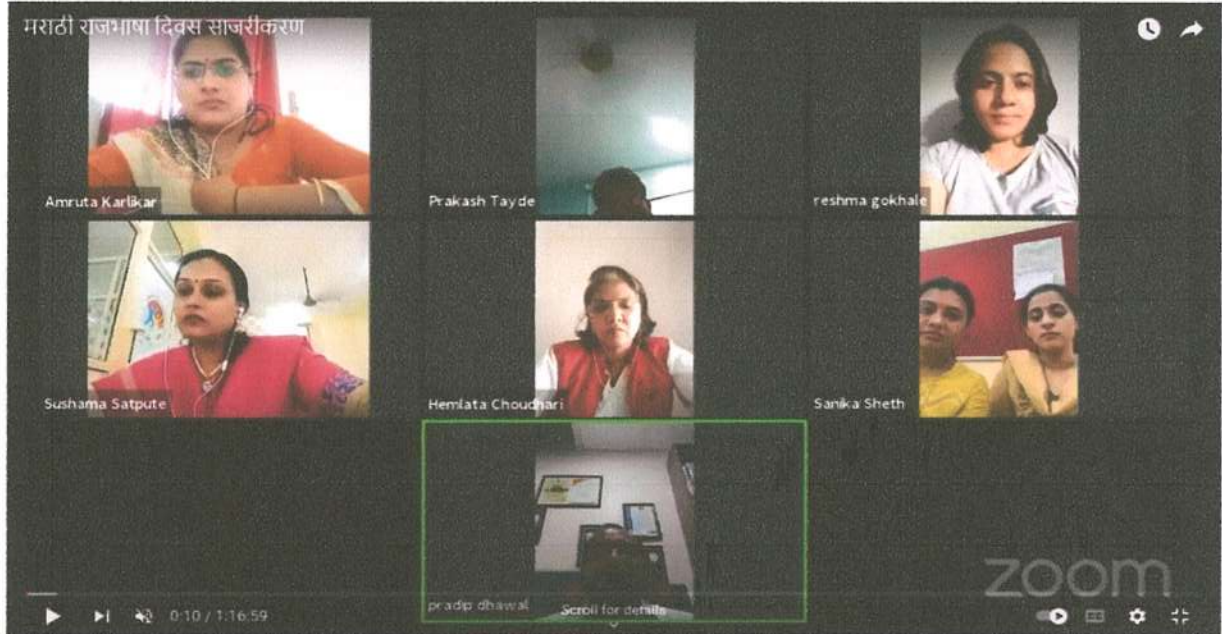 मराठी राजभाषा दिवस साजरीकरण
Amruta Karlikar
Prakash Tayde
reshma gokhale
Sushama Satpute
Hemlata Choudhari
Sanika Sheth
pradip dhawal
Scroll for details
zoom
0:10 / 1:16:59